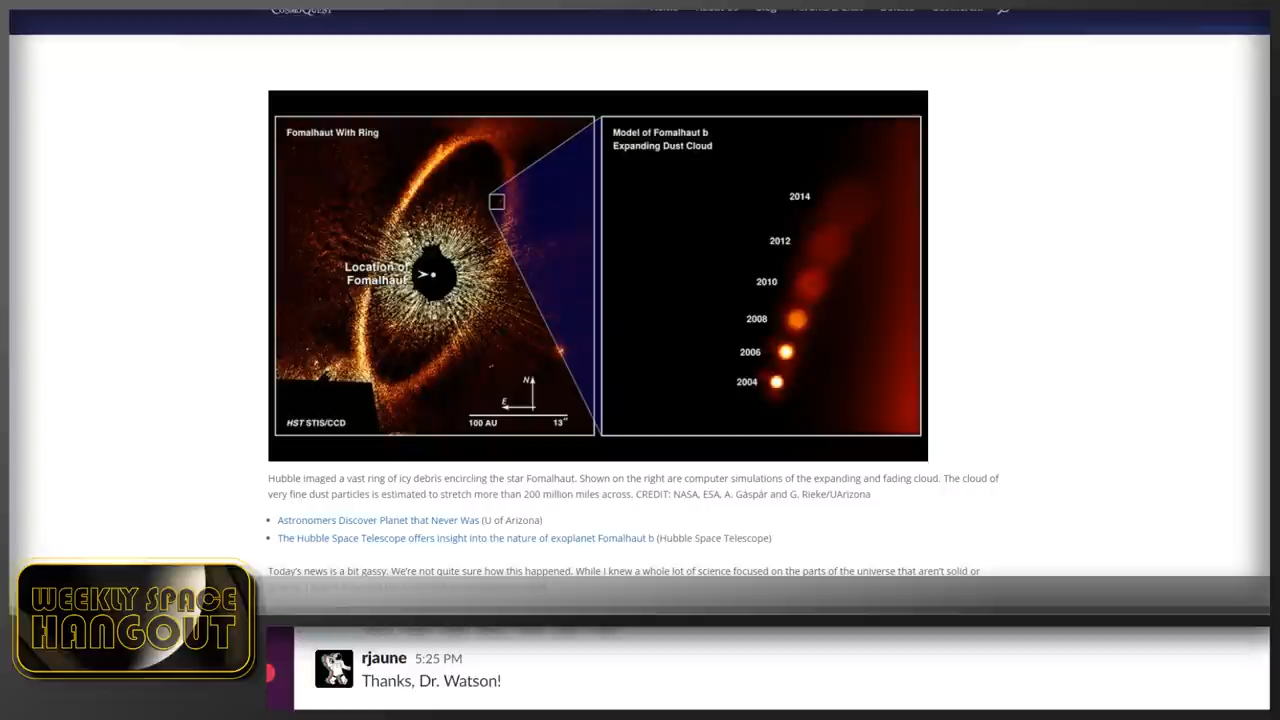 COSMOQUEST
Fomalhaut With Ring
Location of
Fomalhaut
N
E
HST STIS/CCD
100 AU
13"
Model of Fomalhaut b
Expanding Dust Cloud
2014
2012
2010
2008
2006
2004
Hubble imaged a vast ring of icy debris encircling the star Fomalhaut. Shown on the right are computer simulations of the expanding and fading cloud. The cloud of
very fine dust particles is estimated to stretch more than 200 million miles across. CREDIT: NASA, ESA, A. Gáspár and G. Rieke/UArizona
• Astronomers Discover Planet that Never Was (U of Arizona)
• The Hubble Space Telescope offers insight into the nature of exoplanet Fomalhaut b (Hubble Space Telescope)
Today's news is a bit gassy. We're not quite sure how this happened. While I knew a whole lot of science focused on the parts of the universe that aren't solid or
WEEKLY SPACE
HANGOUT
rjaune 5:25 PM
Thanks, Dr. Watson!